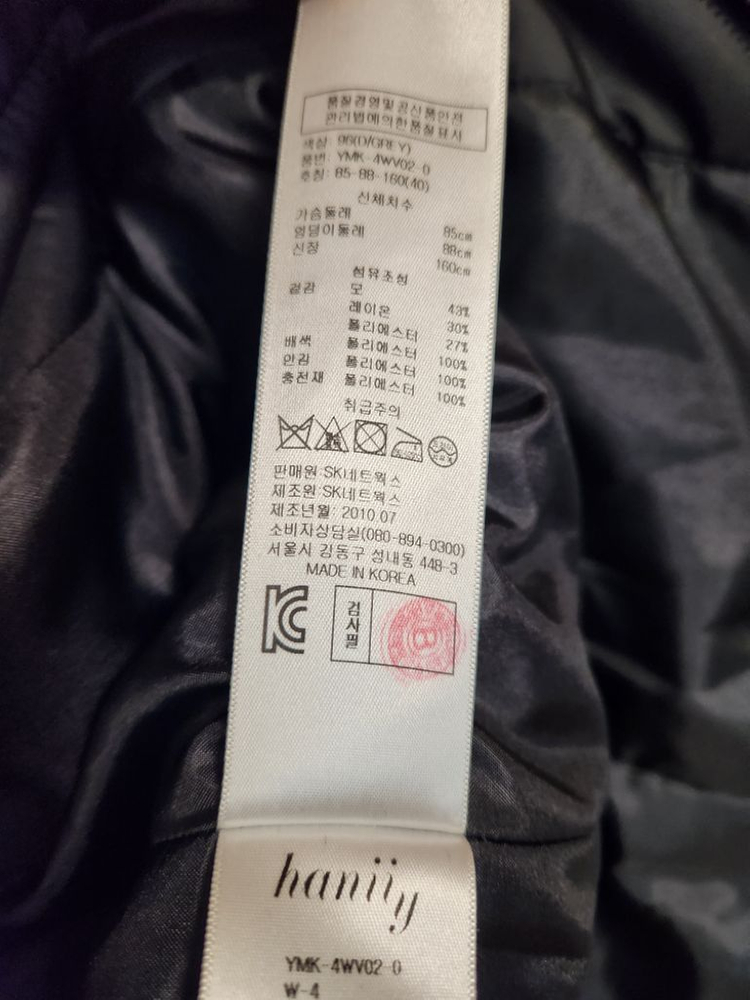 품질경영및공산품안전
관리법에의한품질표시
색상: 96(D/GREY)
품번: YMK-4WV02-0
호칭: 85-88-160(40)
신체치수
가슴둘레 85cm
엉덩이둘레 88cm
신장 160cm
섬유조성
겉감 모 43%
레이온 30%
폴리에스터 27%
배색 폴리에스터 100%
안감 폴리에스터 100%
충전재 폴리에스터 100%
취급주의
판매원:SK네트웍스
제조원:SK네트웍스
제조년월: 2010.07
소비자상담실(080-894-0300)
서울시 강동구 성내동 448-3
MADE IN KOREA
검사필
haniiy
YMK-4WV02-0
W-4